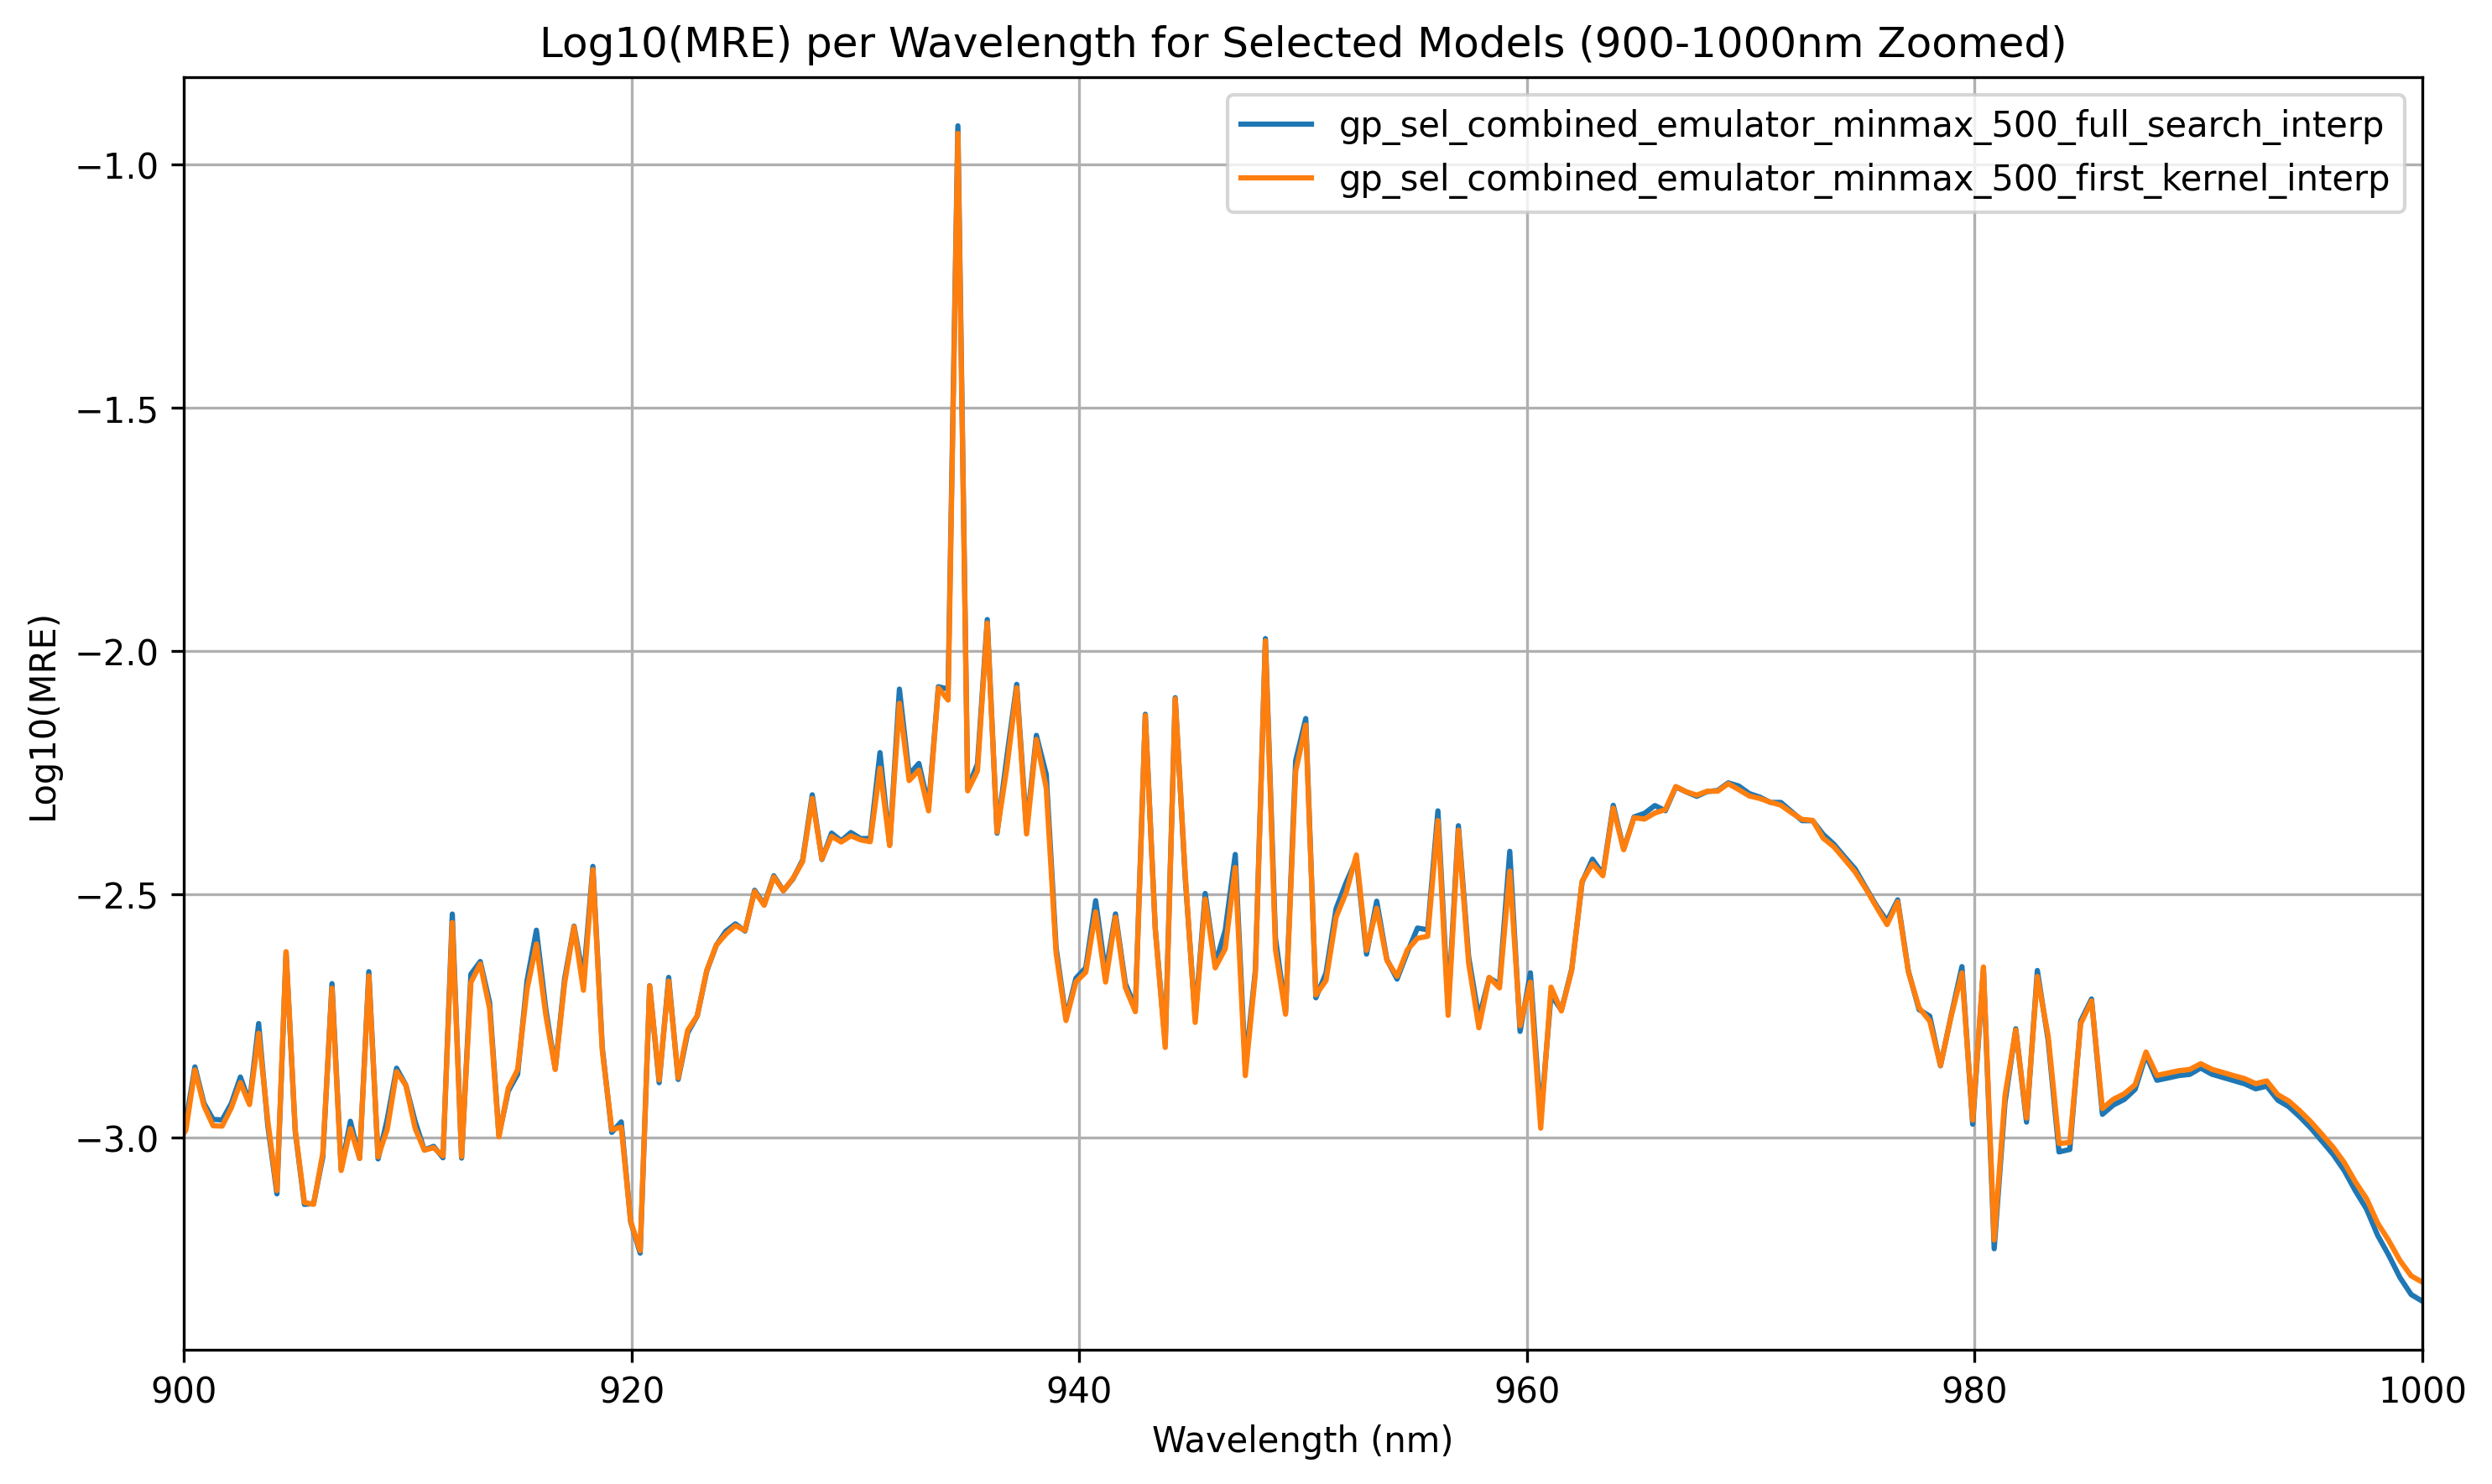 Log10(MRE) per Wavelength for Selected Models (900-1000nm Zoomed)
gp_sel_combined_emulator_minmax_500_full_search_interp
gp_sel_combined_emulator_minmax_500_first_kernel_interp
Log10(MRE)
−1.0
−1.5
−2.0
−2.5
−3.0
900 920 940 960 980 1000
Wavelength (nm)